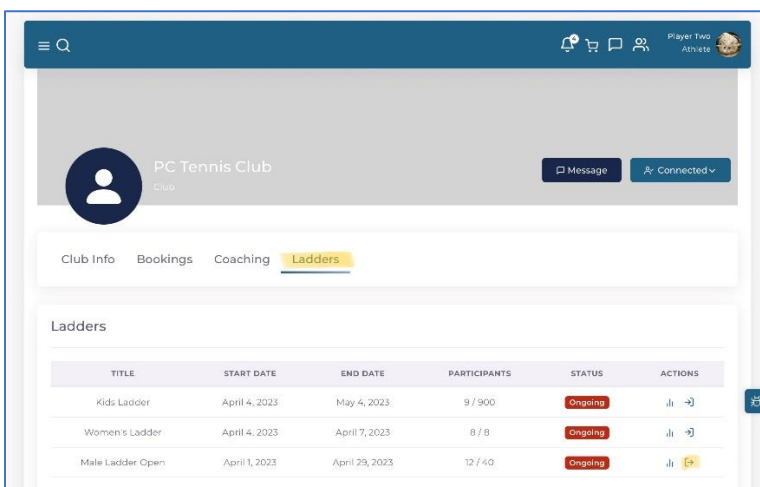 Player Two
Athlete
PC Tennis Club
Club
Message
Connected
Club Info Bookings Coaching Ladders
Ladders
TITLE START DATE END DATE PARTICIPANTS STATUS ACTIONS
Kids Ladder April 4, 2023 May 4, 2023 9 / 900 Ongoing
Women's Ladder April 4, 2023 April 7, 2023 8 / 8 Ongoing
Male Ladder Open April 1, 2023 April 29, 2023 12 / 40 Ongoing